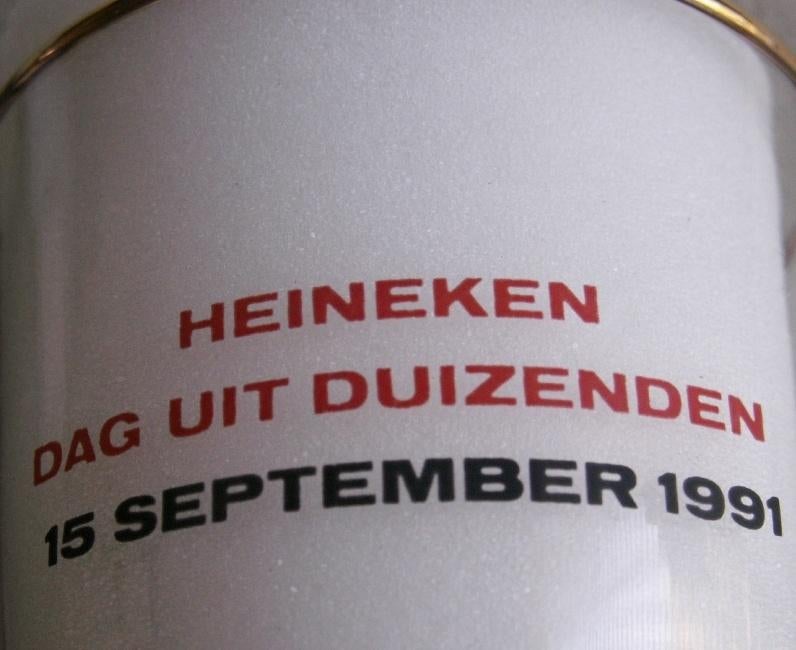 HEINEKEN
DAG UIT DUIZENDEN
15 SEPTEMBER 1991